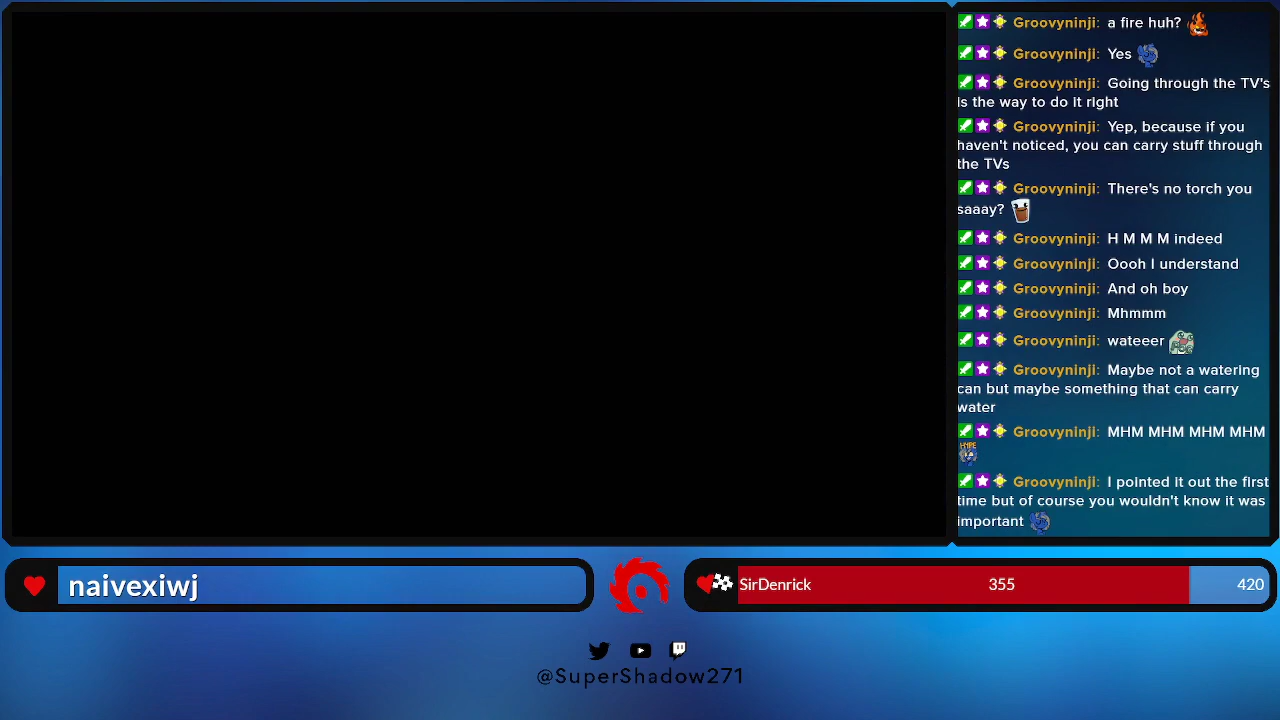 Groovyninji: a fire huh?
Groovyninji: Yes
Groovyninji: Going through the TV's
is the way to do it right
Groovyninji: Yep, because if you
haven't noticed, you can carry stuff through
the TVs
Groovyninji: There's no torch you
saaay?
Groovyninji: H M M M indeed
Groovyninji: Oooh I understand
Groovyninji: And oh boy
Groovyninji: Mhmmm
Groovyninji: wateeer
Groovyninji: Maybe not a watering
can but maybe something that can carry
water
Groovyninji: MHM MHM MHM MHM
HYPE
Groovyninji: I pointed it out the first
time but of course you wouldn't know it was
important
naivexiwj
SirDenrick 355 420
@SuperShadow271